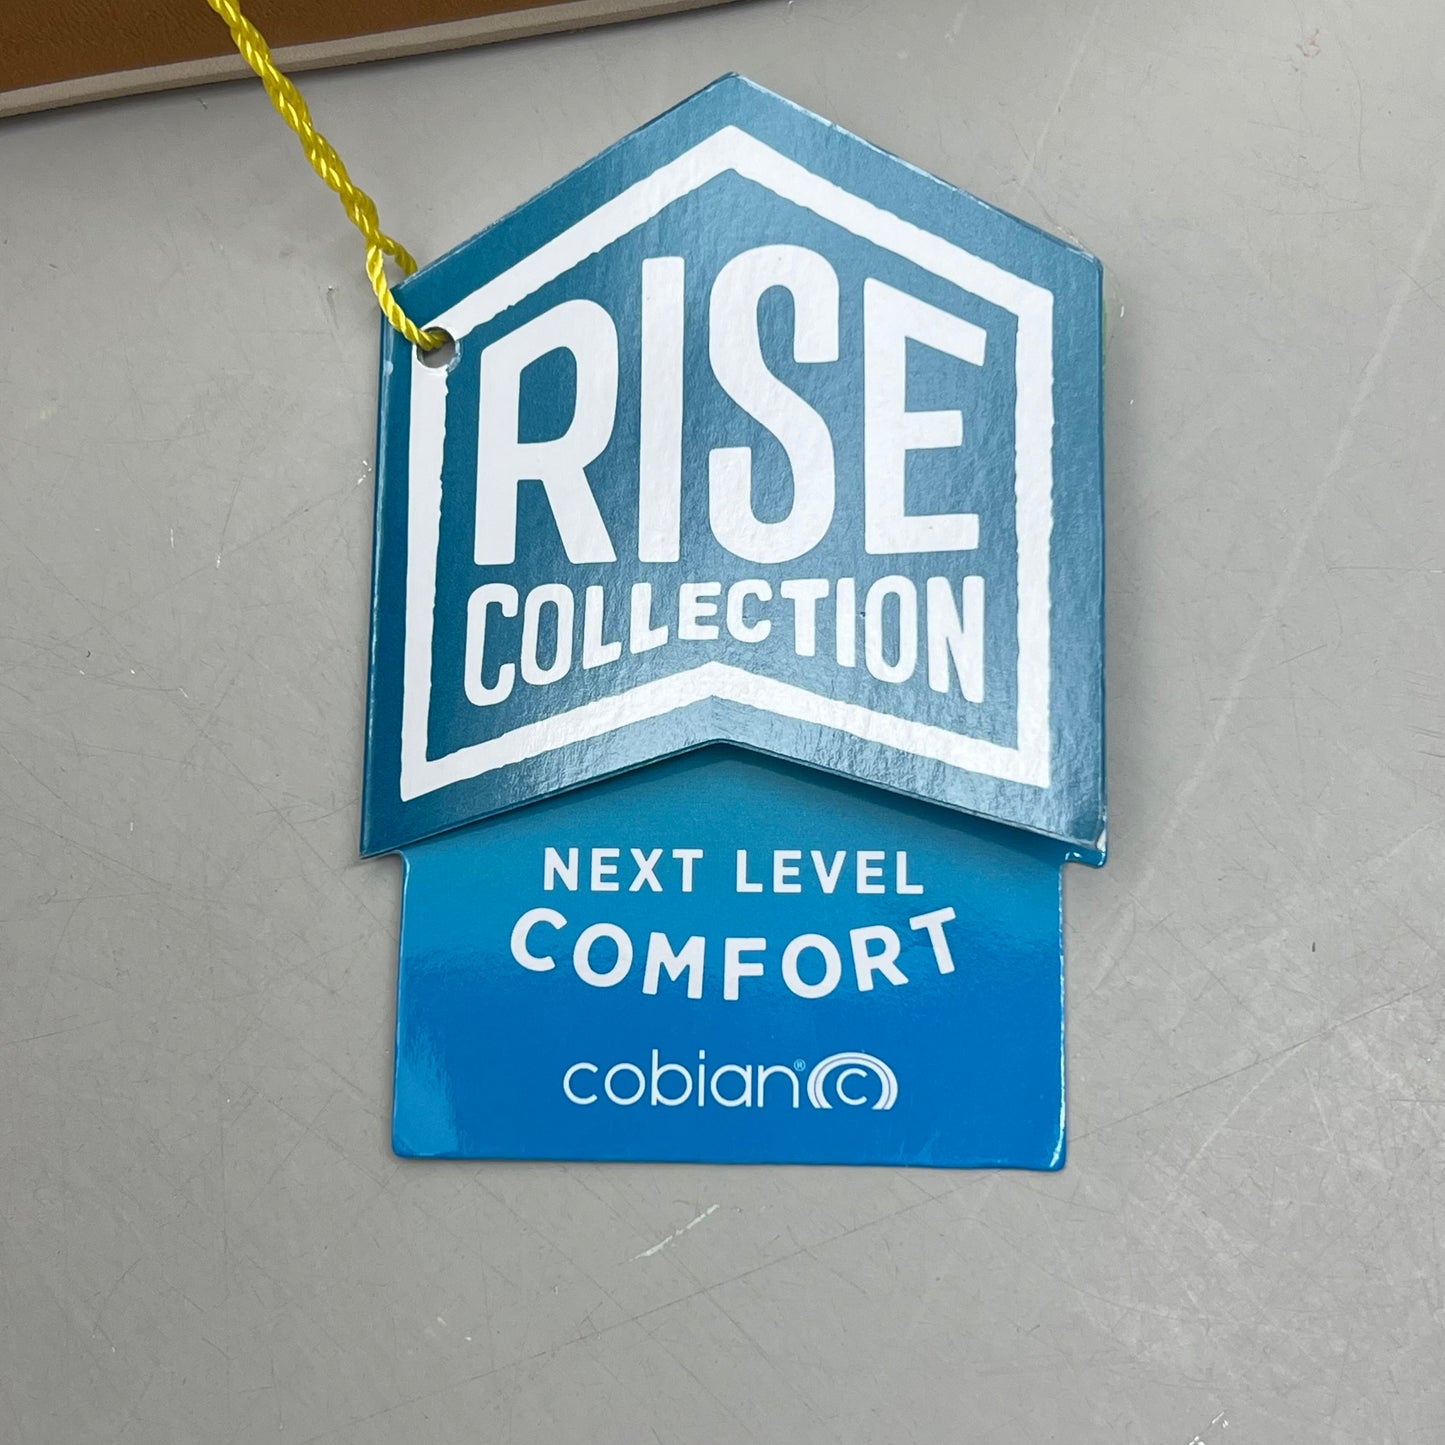 RISE
COLLECTION
NEXT LEVEL
COMFORT
cobian® C